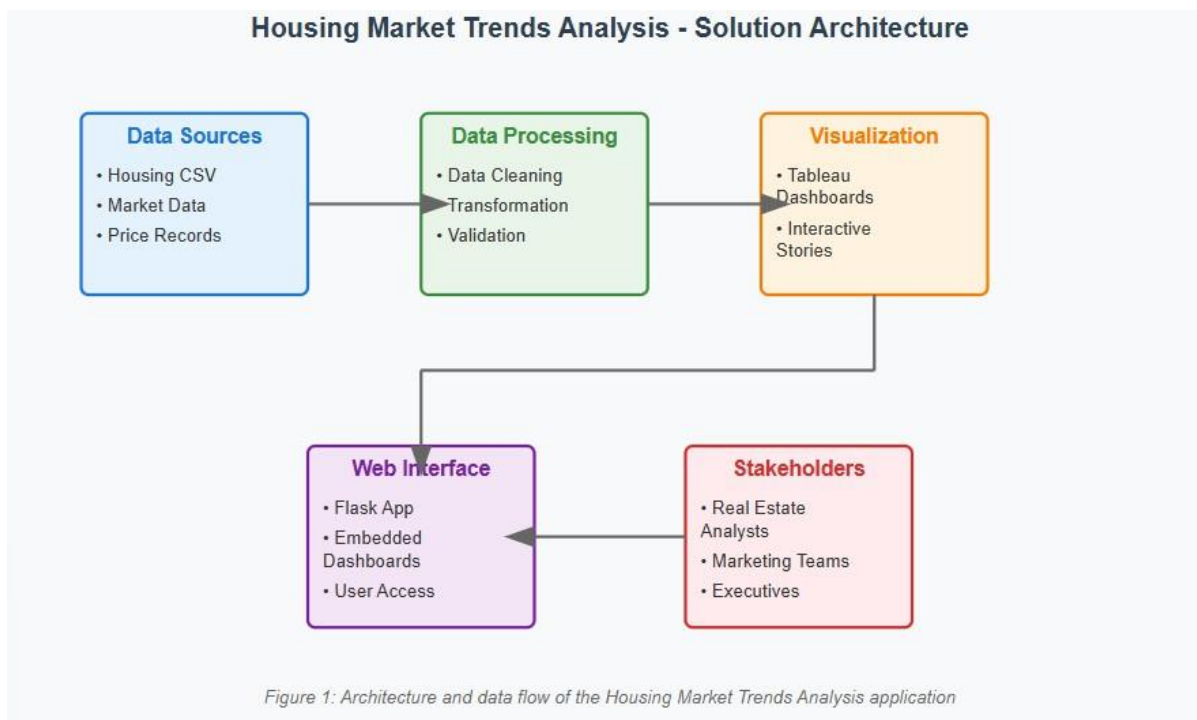 Housing Market Trends Analysis - Solution Architecture
Data Sources
• Housing CSV
• Market Data
• Price Records
Data Processing
• Data Cleaning
Transformation
• Validation
Visualization
• Tableau
Dashboards
• Interactive
Stories
Web Interface
• Flask App
• Embedded
Dashboards
• User Access
Stakeholders
• Real Estate
Analysts
• Marketing Teams
• Executives
Figure 1: Architecture and data flow of the Housing Market Trends Analysis application